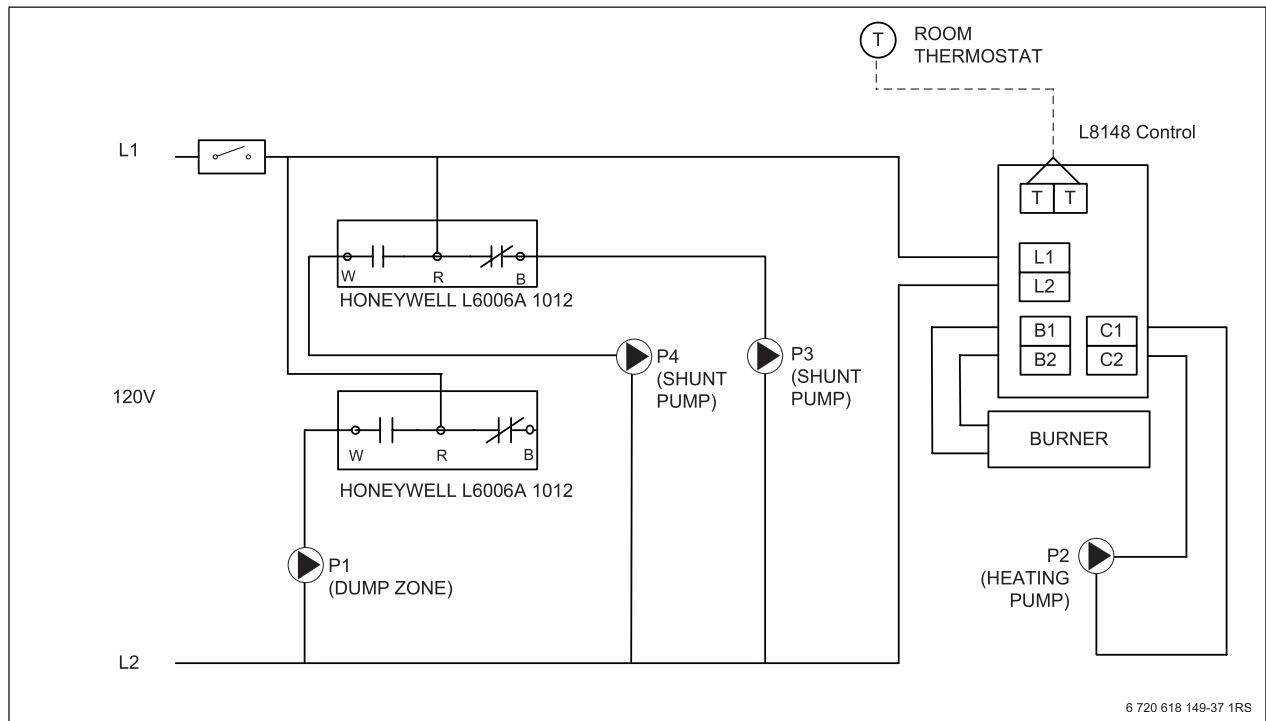 T
ROOM
THERMOSTAT
L8148 Control
L1
T T
L1
L2
B1
B2
C1
C2
W
R
B
HONEYWELL L6006A 1012
P4
(SHUNT
PUMP)
P3
(SHUNT
PUMP)
120V
W
R
B
HONEYWELL L6006A 1012
BURNER
P1
(DUMP ZONE)
P2
(HEATING
PUMP)
L2
6 720 618 149-37 1RS